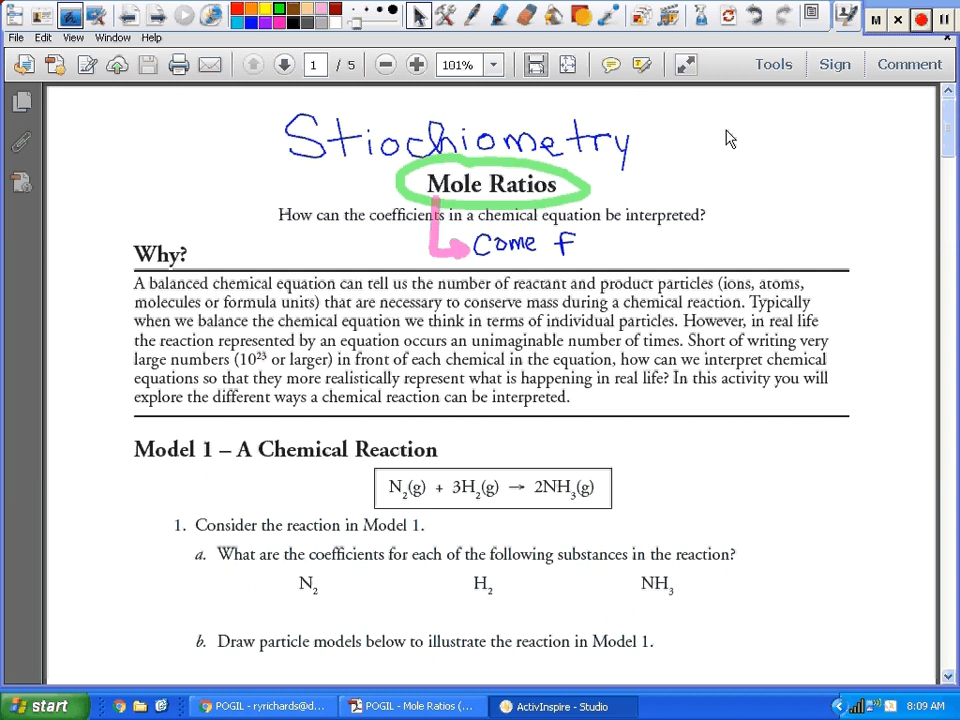 M
File Edit View Window Help
1 / 5 101% Tools Sign Comment
Stiochiometry
Mole Ratios
How can the coefficients in a chemical equation be interpreted?
Come f
Why?
A balanced chemical equation can tell us the number of reactant and product particles (ions, atoms,
molecules or formula units) that are necessary to conserve mass during a chemical reaction. Typically
when we balance the chemical equation we think in terms of individual particles. However, in real life
the reaction represented by an equation occurs an unimaginable number of times. Short of writing very
large numbers (10²³ or larger) in front of each chemical in the equation, how can we interpret chemical
equations so that they more realistically represent what is happening in real life? In this activity you will
explore the different ways a chemical reaction can be interpreted.
Model 1 – A Chemical Reaction
N₂(g) + 3H₂(g) → 2NH₃(g)
1. Consider the reaction in Model 1.
a. What are the coefficients for each of the following substances in the reaction?
N₂ H₂ NH₃
b. Draw particle models below to illustrate the reaction in Model 1.
start POGIL - ryrichards@d... POGIL - Mole Ratios (... ActivInspire - Studio 8:09 AM